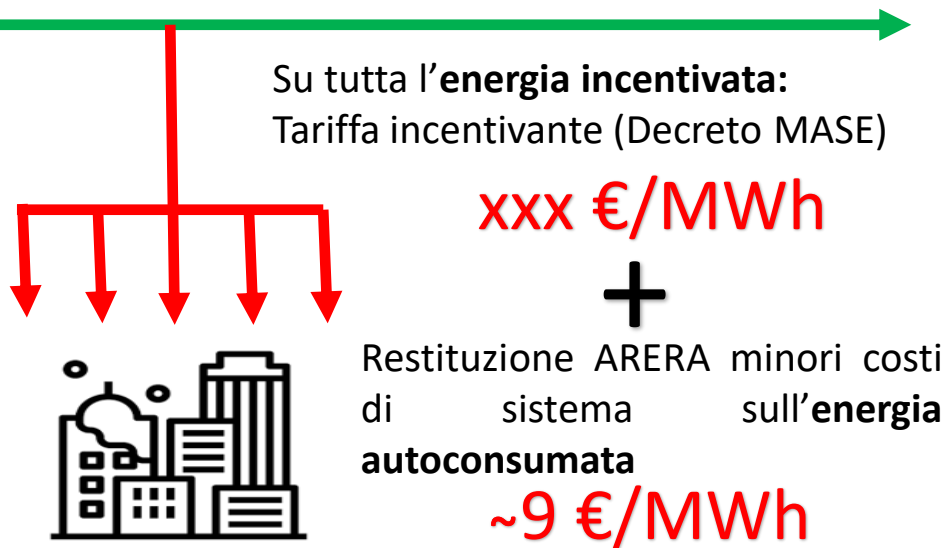 Su tutta l’energia incentivata:
Tariffa incentivante (Decreto MASE)
xxx €/MWh
+
Restituzione ARERA minori costi
di sistema sull’energia
autoconsumata
~9 €/MWh